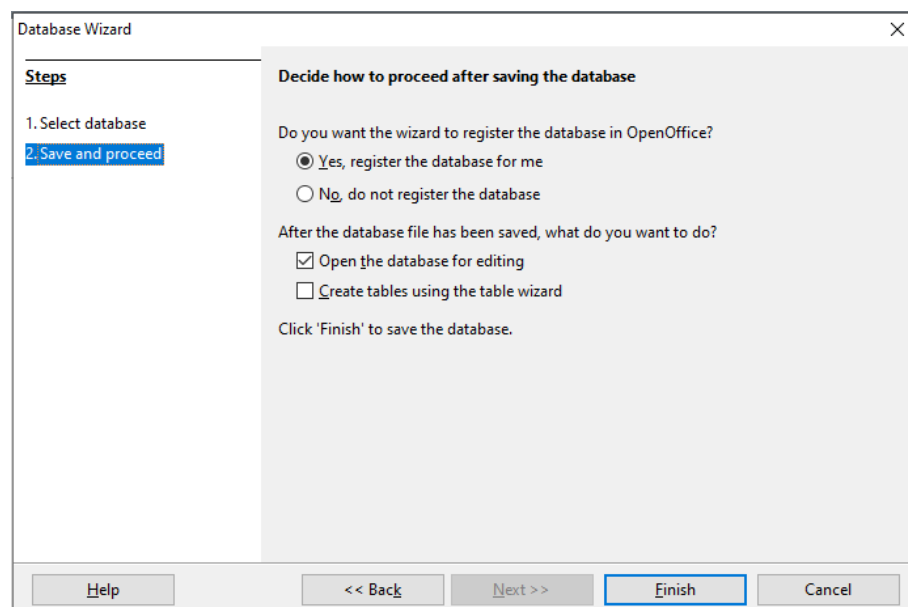 Database Wizard
Steps
1. Select database
2. Save and proceed
Decide how to proceed after saving the database
Do you want the wizard to register the database in OpenOffice?
Yes, register the database for me
No, do not register the database
After the database file has been saved, what do you want to do?
Open the database for editing
Create tables using the table wizard
Click 'Finish' to save the database.
Help
<< Back
Next >>
Finish
Cancel